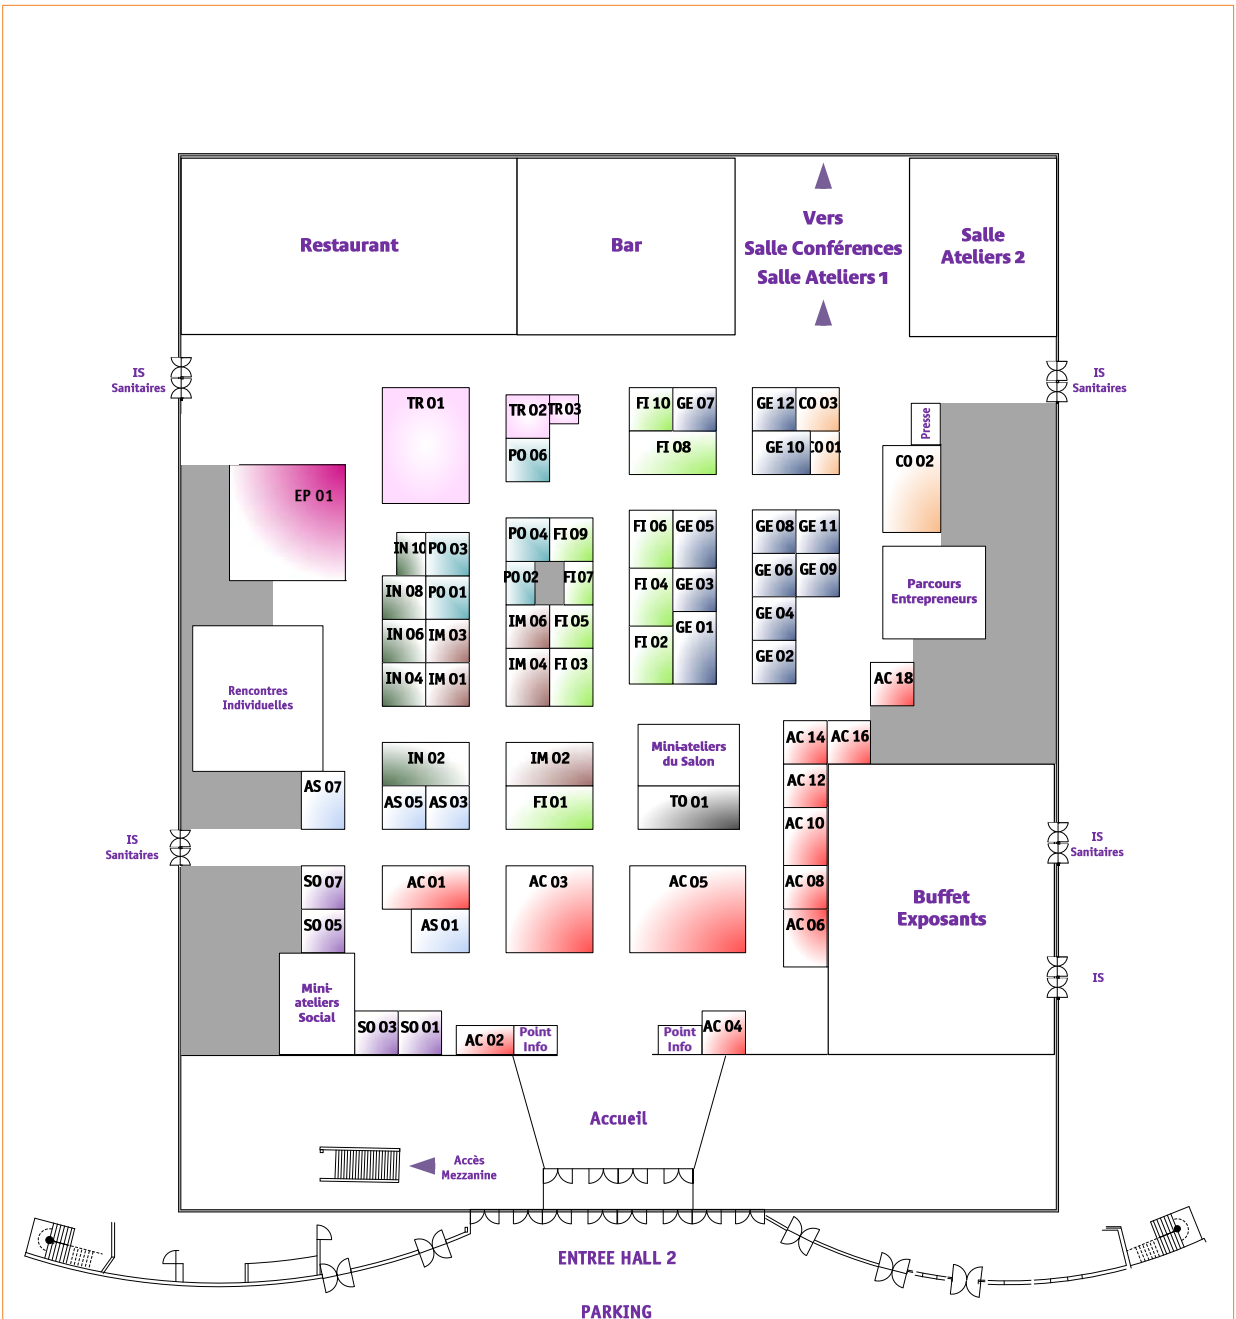 Restaurant
Bar
Vers
Salle Conférences
Salle Ateliers 1
Salle
Ateliers 2
IS
Sanitaires
IS
Sanitaires
TR 01
TR 02
TR 03
PO 06
FI 10
GE 07
FI 08
GE 12
CO 03
GE 10
CO 01
Presse
CO 02
EP 01
IN 10
PO 03
IN 08
PO 01
IN 06
IM 03
IN 04
IM 01
PO 04
FI 09
PO 02
FI 07
IM 06
FI 05
IM 04
FI 03
FI 06
GE 05
FI 04
GE 03
FI 02
GE 01
GE 08
GE 11
GE 06
GE 09
GE 04
GE 02
Parcours
Entrepreneurs
AC 18
Rencontres
Individuelles
AS 07
IN 02
AS 05
AS 03
IM 02
FI 01
Mini-ateliers
du Salon
TO 01
AC 14
AC 16
AC 12
AC 10
AC 08
AC 06
IS
Sanitaires
IS
Sanitaires
SO 07
SO 05
AC 01
AS 01
AC 03
AC 05
Buffet
Exposants
IS
Mini-
ateliers
Social
SO 03
SO 01
AC 02
Point
Info
Point
Info
AC 04
Accueil
Accès
Mezzanine
ENTREE HALL 2
PARKING